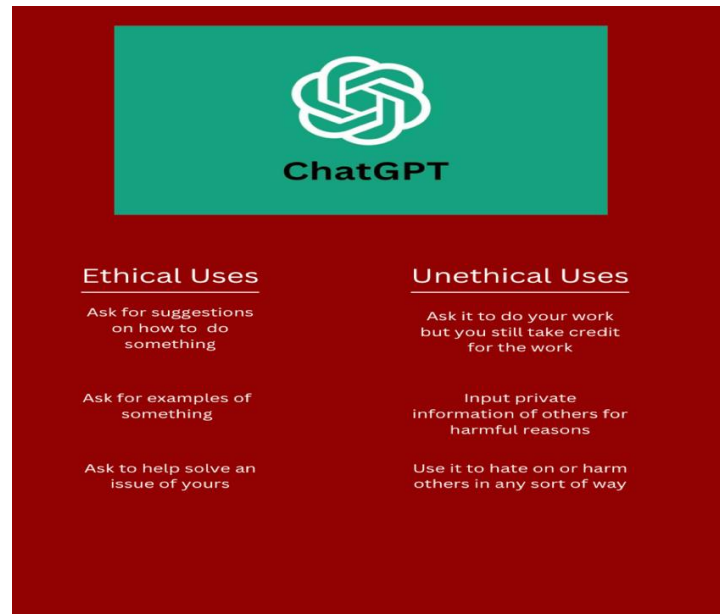 ChatGPT
Ethical Uses
Ask for suggestions
on how to do
something
Ask for examples of
something
Ask to help solve an
issue of yours
Unethical Uses
Ask it to do your work
but you still take credit
for the work
Input private
information of others for
harmful reasons
Use it to hate on or harm
others in any sort of way